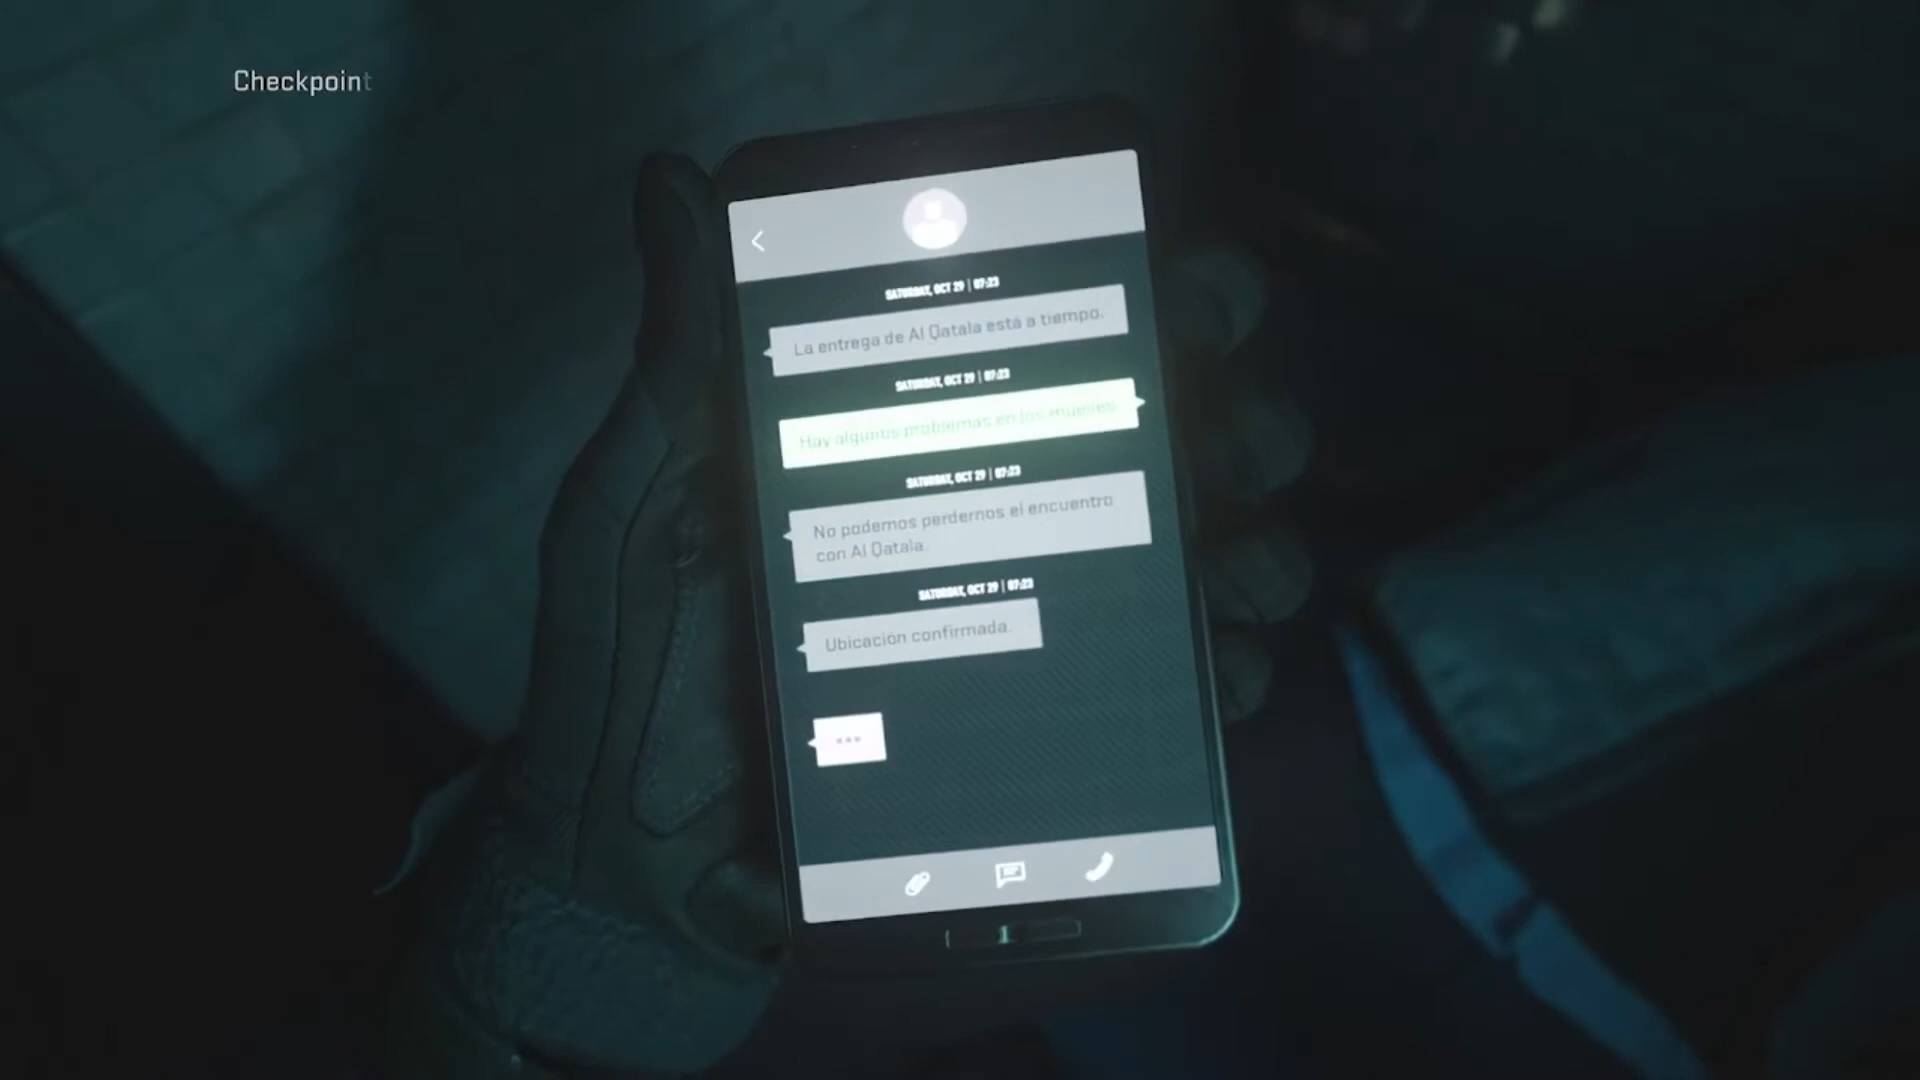 Checkpoint
SATURDAY, OCT 29 | 07:23
La entrega de Al Qatala está a tiempo.
SATURDAY, OCT 29 | 07:23
Hay algunos problemas en los muelles
SATURDAY, OCT 29 | 07:23
No podemos perdernos el encuentro
con Al Qatala.
SATURDAY, OCT 29 | 07:23
Ubicación confirmada.